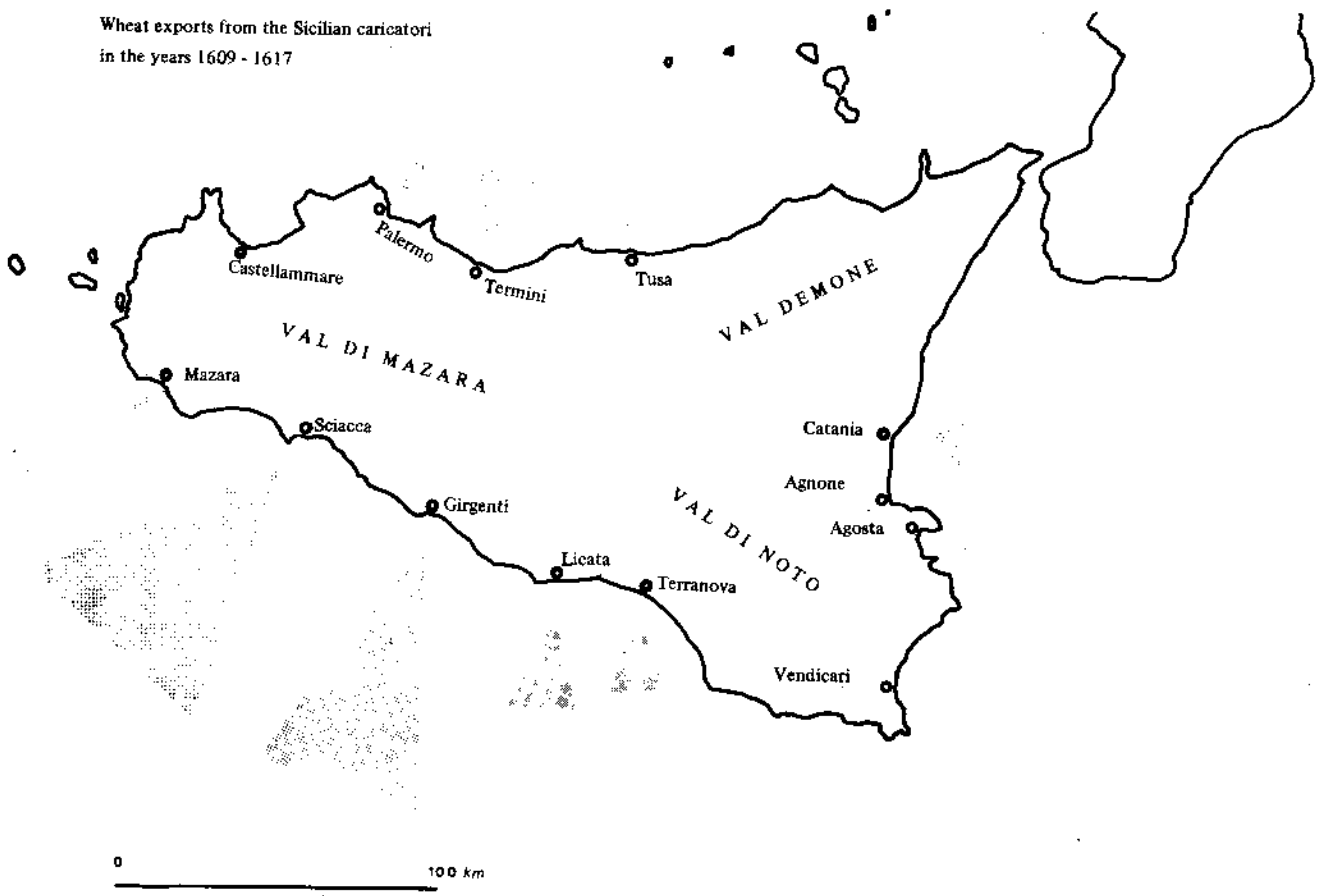 Wheat exports from the Sicilian caricatori
in the years 1609 - 1617
Palermo
Castellammare
Termini
Tusa
VAL DEMONE
VAL DI MAZARA
Mazara
Sciacca
Catania
Agnone
Girgenti
VAL DI NOTO
Agosta
Licata
Terranova
Vendicari
0
100 km